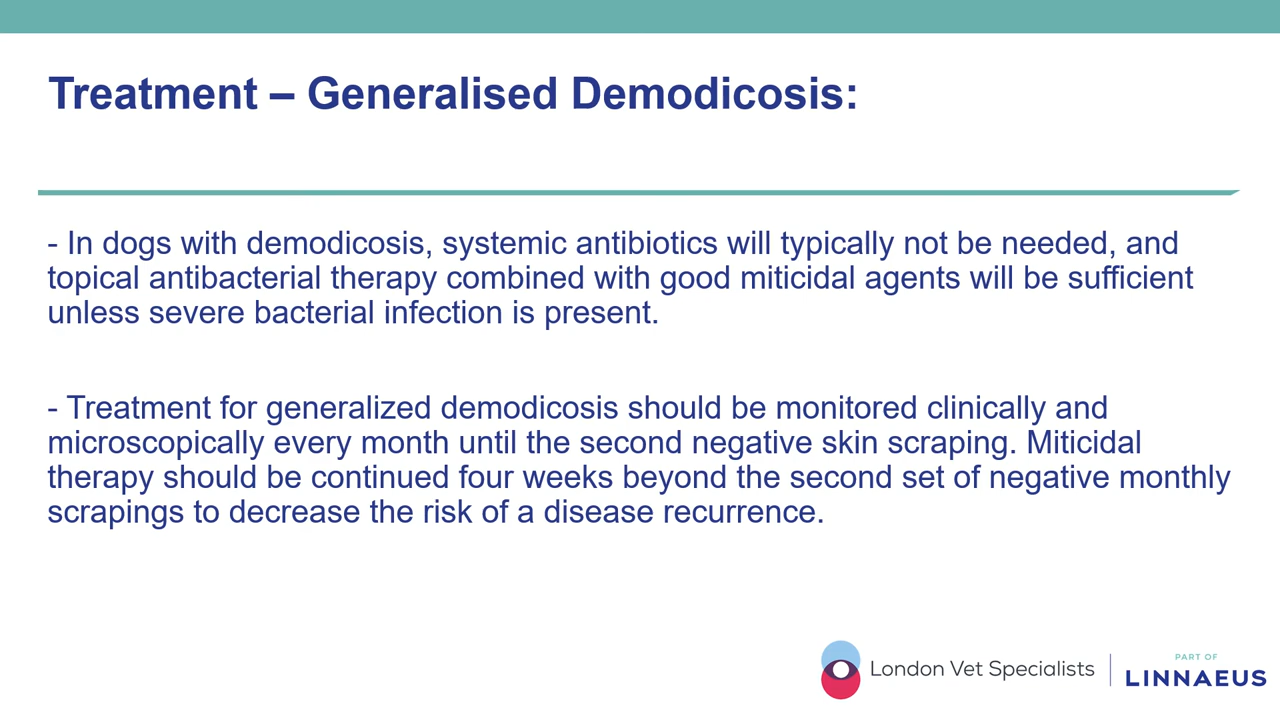 Treatment – Generalised Demodicosis:
- In dogs with demodicosis, systemic antibiotics will typically not be needed, and
topical antibacterial therapy combined with good miticidal agents will be sufficient
unless severe bacterial infection is present.
- Treatment for generalized demodicosis should be monitored clinically and
microscopically every month until the second negative skin scraping. Miticidal
therapy should be continued four weeks beyond the second set of negative monthly
scrapings to decrease the risk of a disease recurrence.
London Vet Specialists
PART OF
LINNAEUS